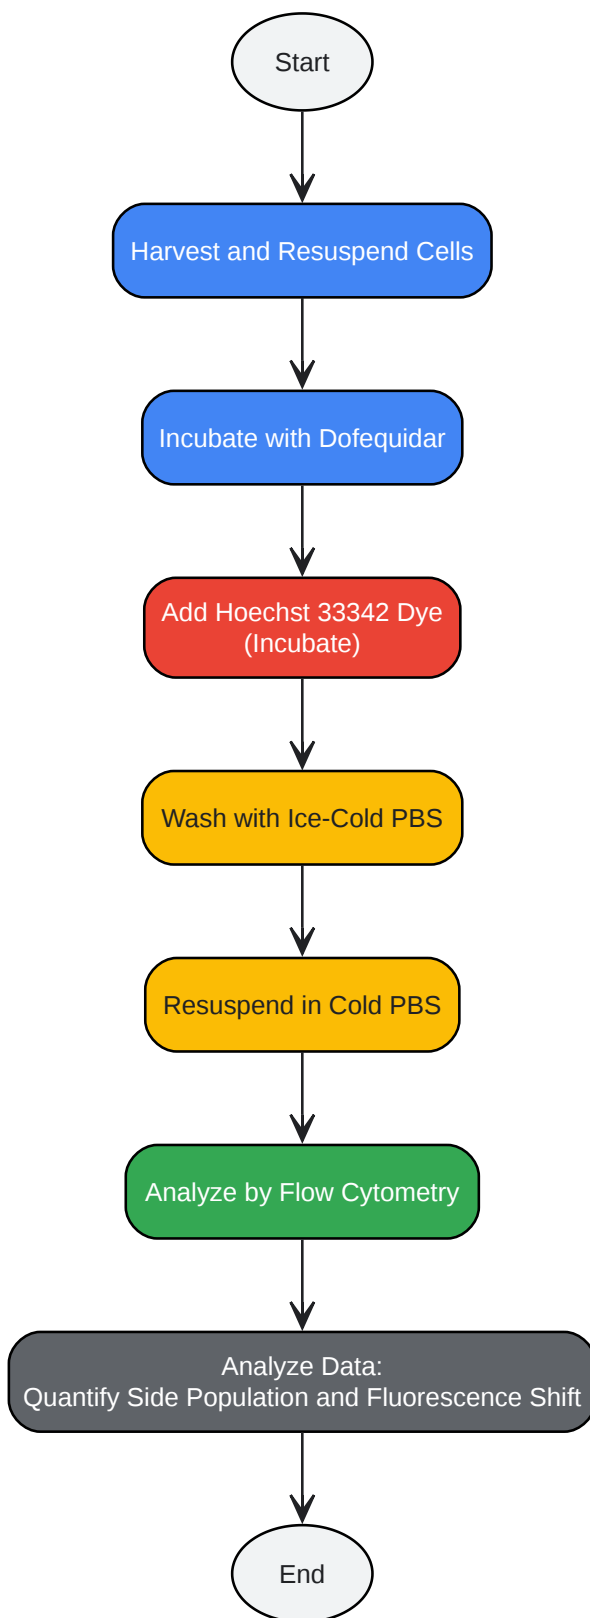 Start
Harvest and Resuspend Cells
Incubate with Dofequidar
Add Hoechst 33342 Dye
(Incubate)
Wash with Ice-Cold PBS
Resuspend in Cold PBS
Analyze by Flow Cytometry
Analyze Data:
Quantify Side Population and Fluorescence Shift
End